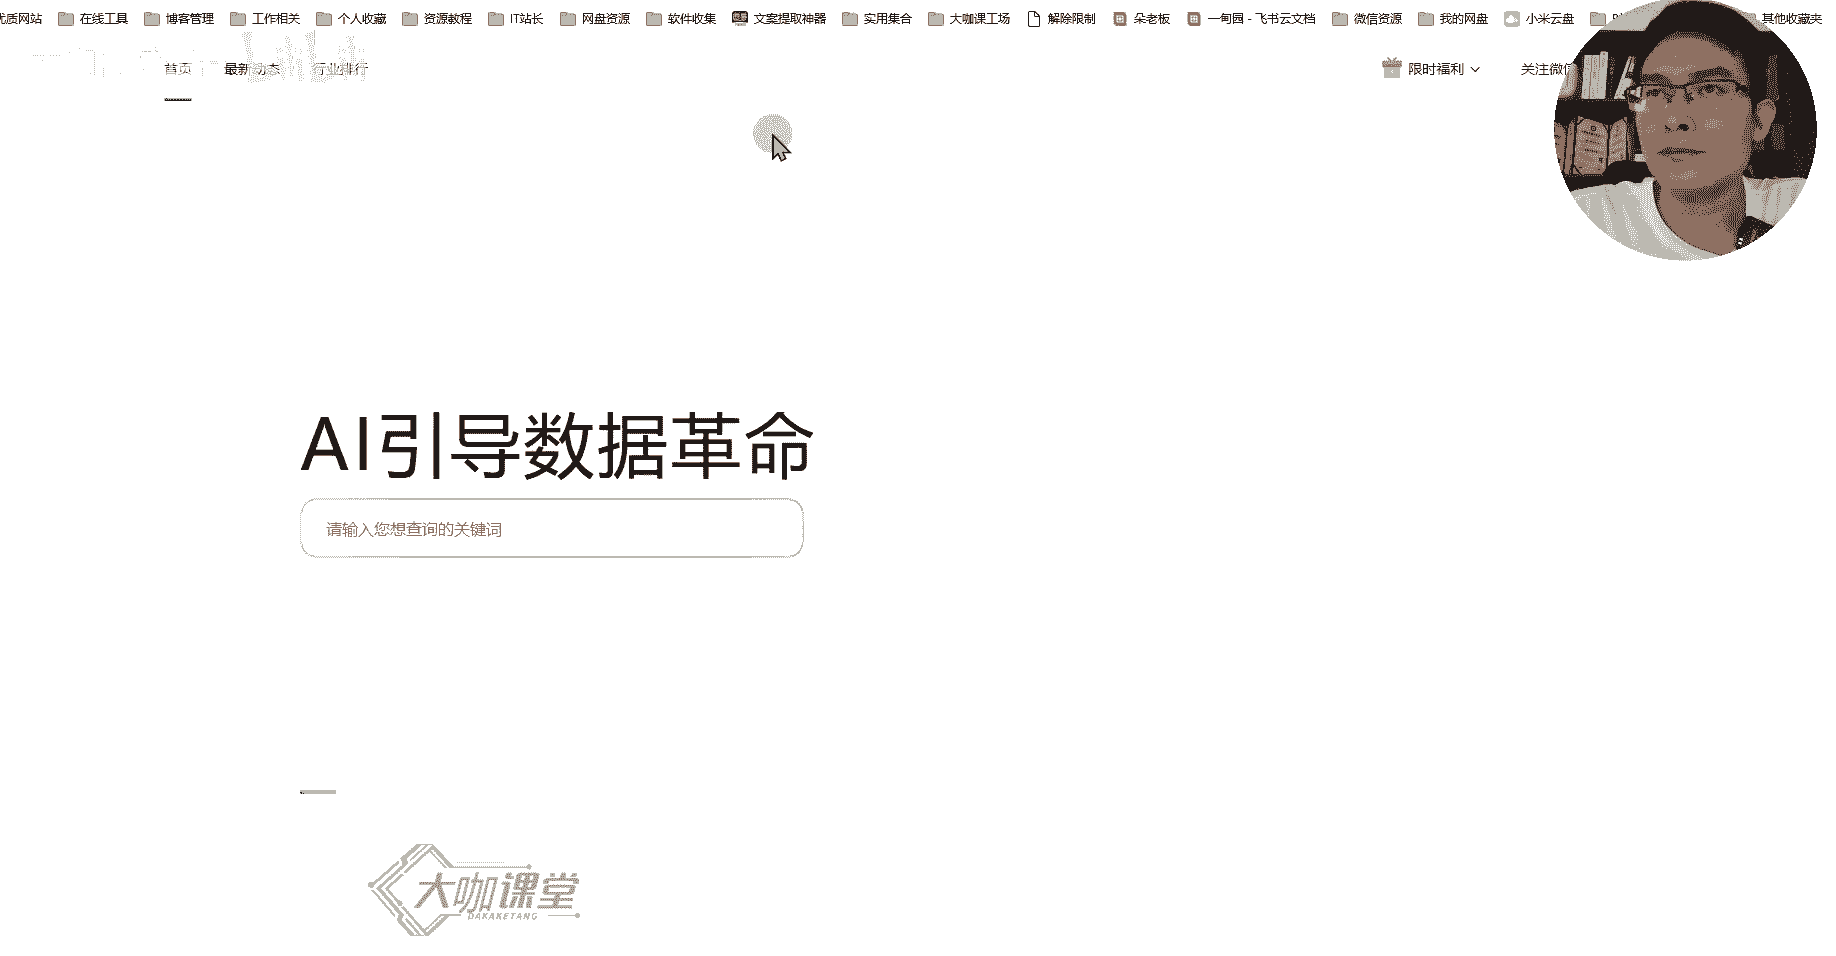 优质网站 在线工具 博客管理 工作相关 个人收藏 资源教程 IT站长 网盘资源 软件收集 文案提取神器 实用集合 大咖课工场 解除限制 朵老板 一甸园 - 飞书云文档 微信资源 我的网盘 小米云盘 其他收藏夹
首页 最新动态 行业排行 限时福利 关注微信
AI引导数据革命
请输入您想查询的关键词
大咖课堂
DAKAKETANG